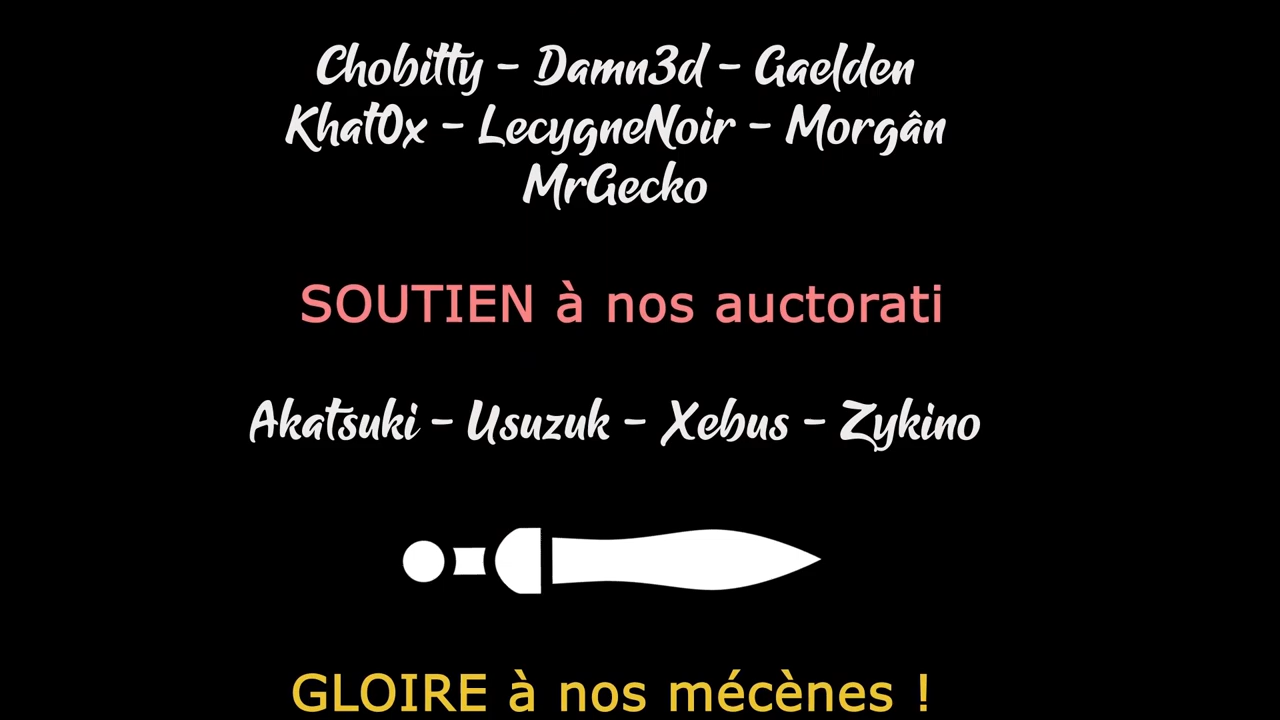 Chobitty - Damn3d - Gaelden
Khat0x - LecygneNoir - Morgân
MrGecko
SOUTIEN à nos auctorati
Akatsuki - Usuzuk - Xebus - Zykino
GLOIRE à nos mécènes !